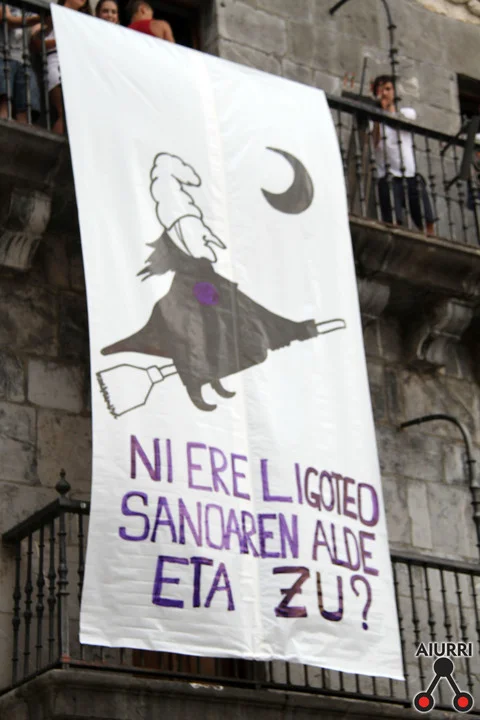 NI ERE LIGOTEO
SANOAREN ALDE
ETA ZU?
AIURRI